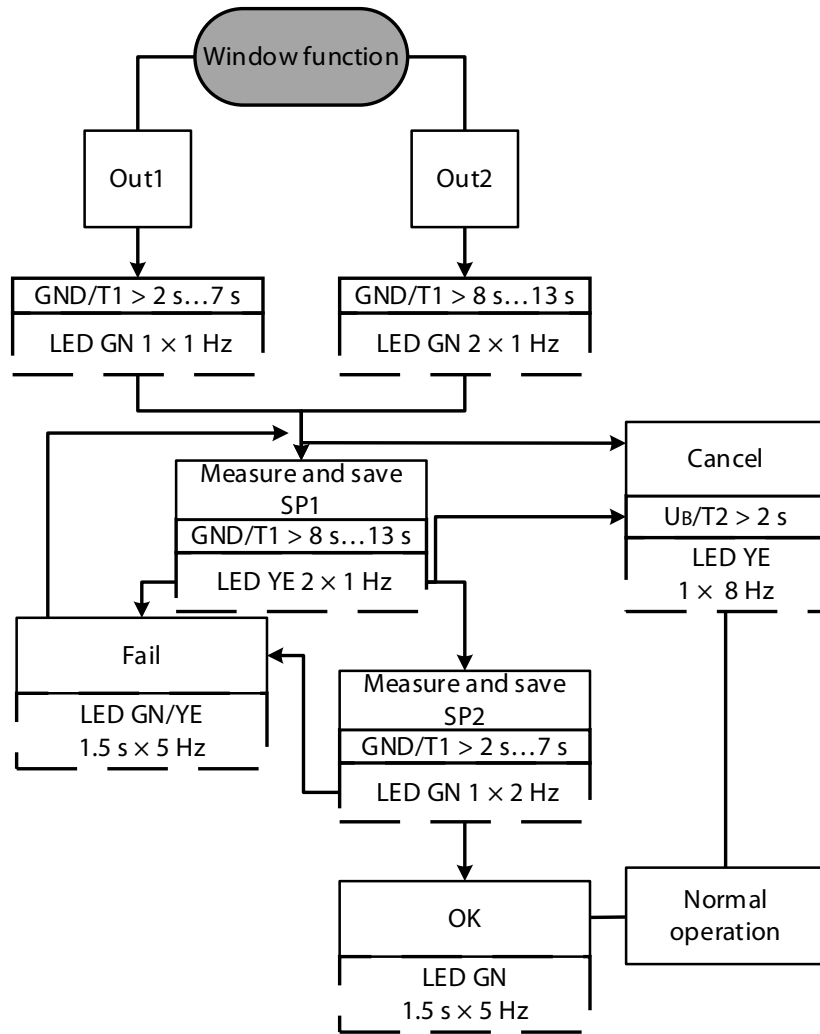 Window function
Out1
Out2
GND/T1 > 2 s…7 s
LED GN 1 × 1 Hz
GND/T1 > 8 s…13 s
LED GN 2 × 1 Hz
Measure and save
SP1
GND/T1 > 8 s…13 s
LED YE 2 × 1 Hz
Cancel
UB/T2 > 2 s
LED YE
1 × 8 Hz
Fail
LED GN/YE
1.5 s × 5 Hz
Measure and save
SP2
GND/T1 > 2 s…7 s
LED GN 1 × 2 Hz
OK
LED GN
1.5 s × 5 Hz
Normal
operation